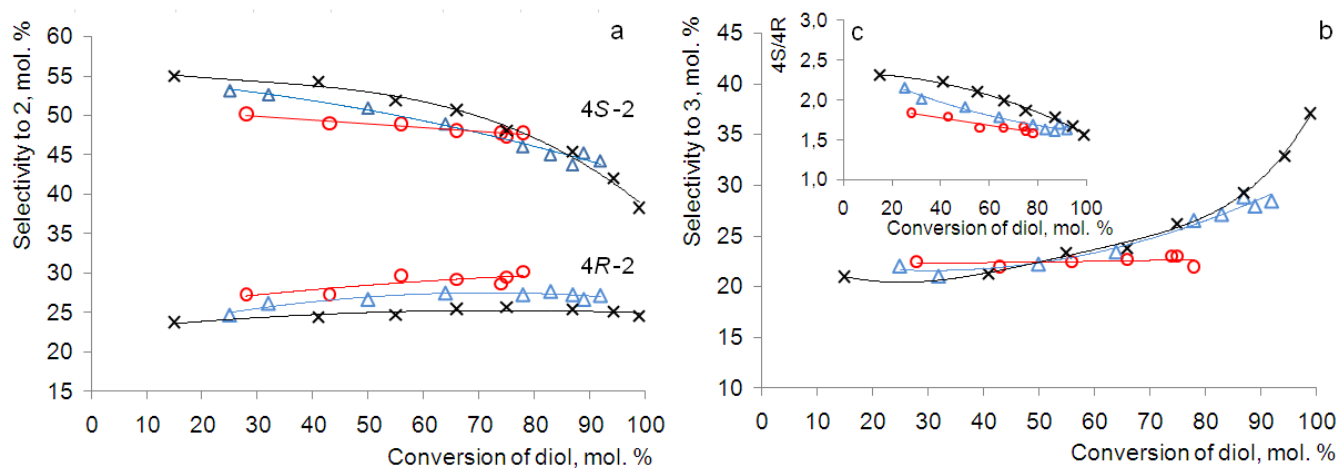 a
Selectivity to 2, mol. %
60
55
50
45
40
35
30
25
20
15
4S-2
4R-2
0 10 20 30 40 50 60 70 80 90 100
Conversion of diol, mol. %
b
Selectivity to 3, mol. %
45
40
35
30
25
20
15
10
0 10 20 30 40 50 60 70 80 90 100
Conversion of diol, mol. %
c
4S/4R
3,0
2,5
2,0
1,5
1,0
0 20 40 60 80 100
Conversion of diol, mol. %